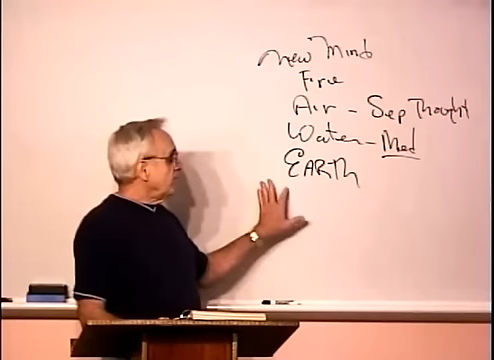 New Mind
Fire
Air - Sep Thought
Water - Med
EARTh